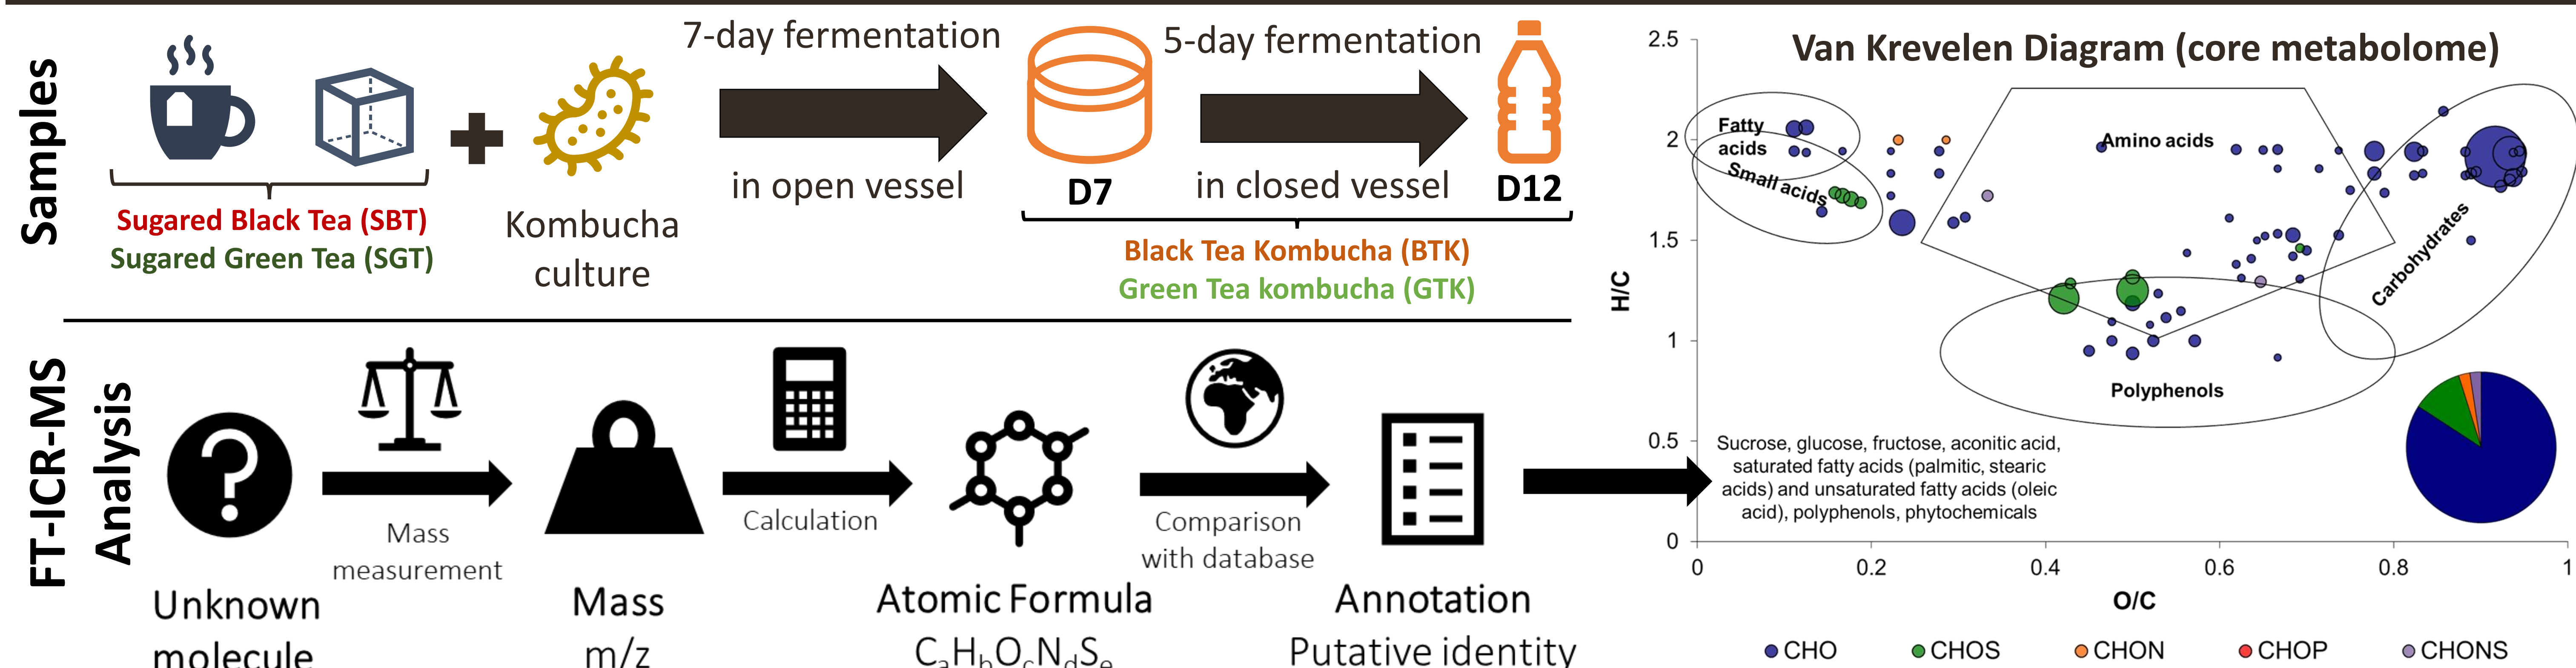 Samples
7-day fermentation
in open vessel
5-day fermentation
in closed vessel
D7
D12
Sugared Black Tea (SBT)
Sugared Green Tea (SGT)
Kombucha
culture
Black Tea Kombucha (BTK)
Green Tea kombucha (GTK)
FT-ICR-MS
Analysis
Mass
measurement
Calculation
Comparison
with database
Unknown
molecule
Mass
m/z
Atomic Formula
CaHbOcNdSe
Annotation
Putative identity
Van Krevelen Diagram (core metabolome)
2.5
2
1.5
1
0.5
0
H/C
Fatty
acids
Small acids
Amino acids
Carbohydrates
Polyphenols
Sucrose, glucose, fructose, aconitic acid,
saturated fatty acids (palmitic, stearic
acids) and unsaturated fatty acids (oleic
acid), polyphenols, phytochemicals
0 0.2 0.4 0.6 0.8 1
O/C
CHO CHOS CHON CHOP CHONS